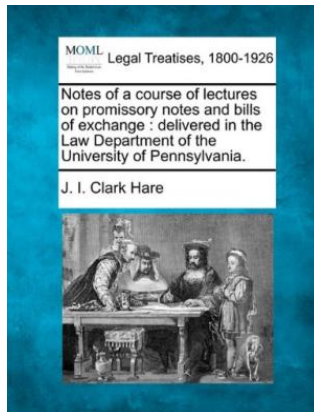 MOML
Legal Treatises, 1800-1926
Notes of a course of lectures
on promissory notes and bills
of exchange : delivered in the
Law Department of the
University of Pennsylvania.
J. I. Clark Hare